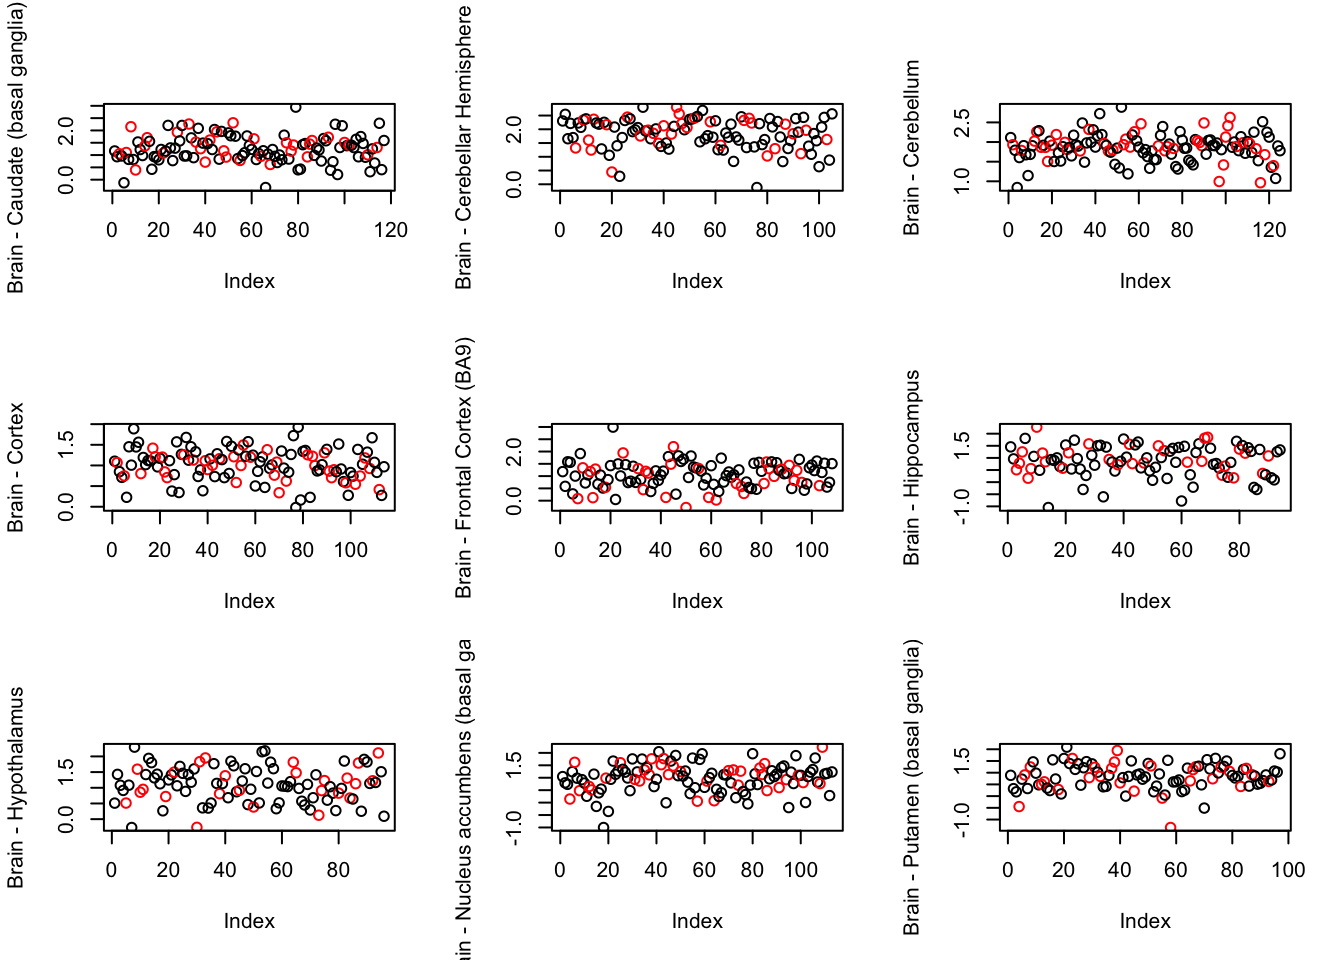 Brain - Caudate (basal ganglia)
0.0 2.0
0 20 40 60 80 120
Index
Brain - Cerebellar Hemisphere
0.0 2.0
0 20 40 60 80 100
Index
Brain - Cerebellum
1.0 2.5
0 20 40 60 80 120
Index
Brain - Cortex
0.0 1.5
0 20 40 60 80 100
Index
Brain - Frontal Cortex (BA9)
0.0 2.0
0 20 40 60 80 100
Index
Brain - Hippocampus
-1.0 1.5
0 20 40 60 80
Index
Brain - Hypothalamus
0.0 1.5
0 20 40 60 80
Index
ain - Nucleus accumbens (basal ga
-1.0 1.5
0 20 40 60 80 100
Index
Brain - Putamen (basal ganglia)
-1.0 1.5
0 20 40 60 80 100
Index